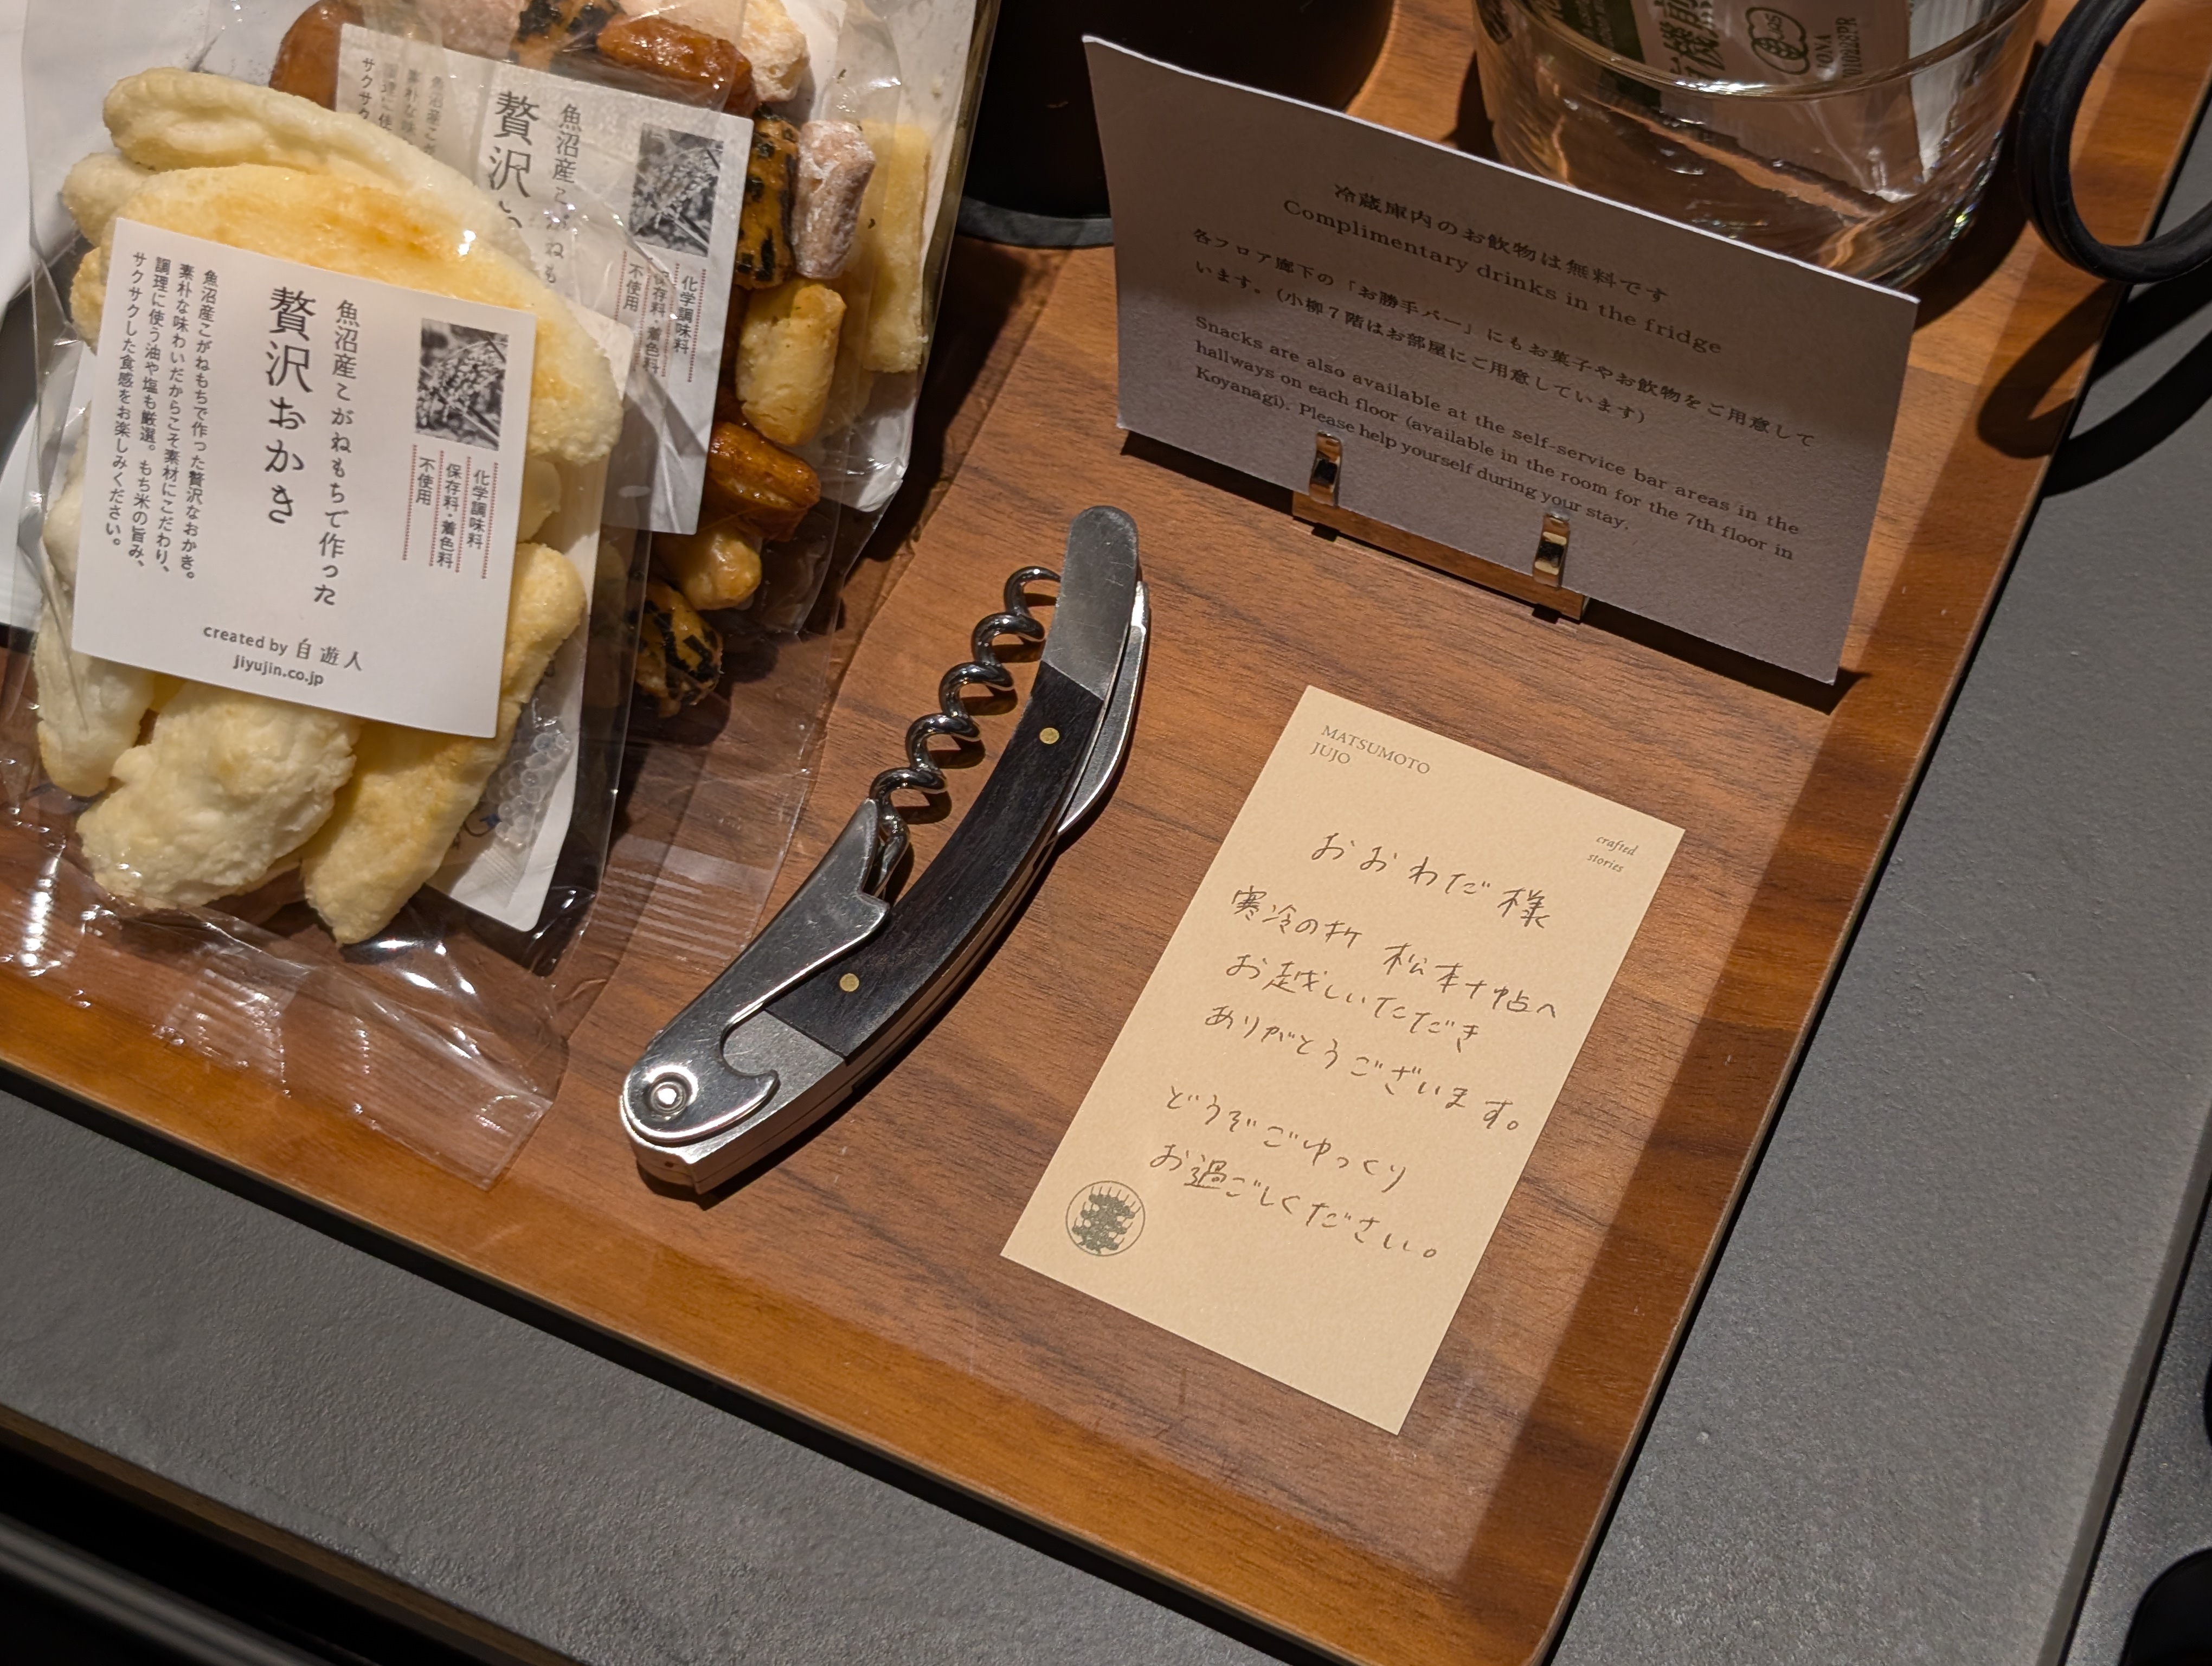 魚沼産こがねもちで作った
贅沢おかき
化学調味料
保存料・着色料
不使用
魚沼産こがねもちで作った贅沢なおかき。
素朴な味わいだからこそ素材にこだわり、
調理に使う油や塩も厳選。もち米の旨み、
サクサクした食感をお楽しみください。
created by 自遊人
jiyujin.co.jp
魚沼産こがねも
贅沢
化学調味料
保存料・着色料
不使用
冷蔵庫内のお飲物は無料です
Complimentary drinks in the fridge
各フロア廊下の「お勝手バー」にもお菓子やお飲物をご用意して
います。(小柳7階はお部屋にご用意しています)
Snacks are also available at the self-service bar areas in the
hallways on each floor (available in the room for the 7th floor in
Koyanagi). Please help yourself during your stay.
MATSUMOTO
JUJO
crafted
stories
おおわだ様
寒冷の折 松本十帖へ
お越しいただき
ありがとうございます。
どうぞごゆっくり
お過ごしください。